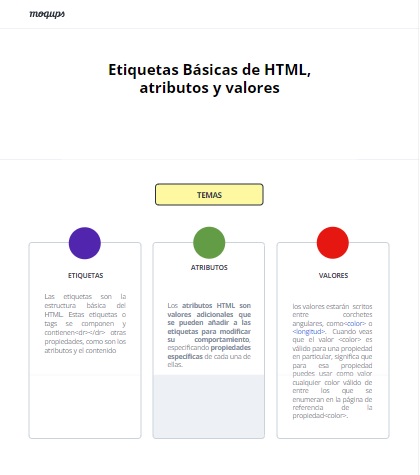 moqups
Etiquetas Básicas de HTML,
atributos y valores
TEMAS
ETIQUETAS
Las etiquetas son la
estructura básica del
HTML. Estas etiquetas o
tags se componen y
contienen<dr></d> otras
propiedades, como son los
atributos y el contenido
ATRIBUTOS
Los atributos HTML son
valores adicionales que
se pueden añadir a las
etiquetas para modificar
su comportamiento,
especificando propiedades
específicas de cada una de
ellas.
VALORES
los valores estarán scritos
entre corchetes
angulares, como<color> o
<longitud>. Cuando veas
que el valor <color> es
válido para una propiedad
en particular, significa que
para esa propiedad
puedes usar como valor
cualquier color válido de
entre los que se
enumeran en la página de
referencia de la
propiedad<color>.